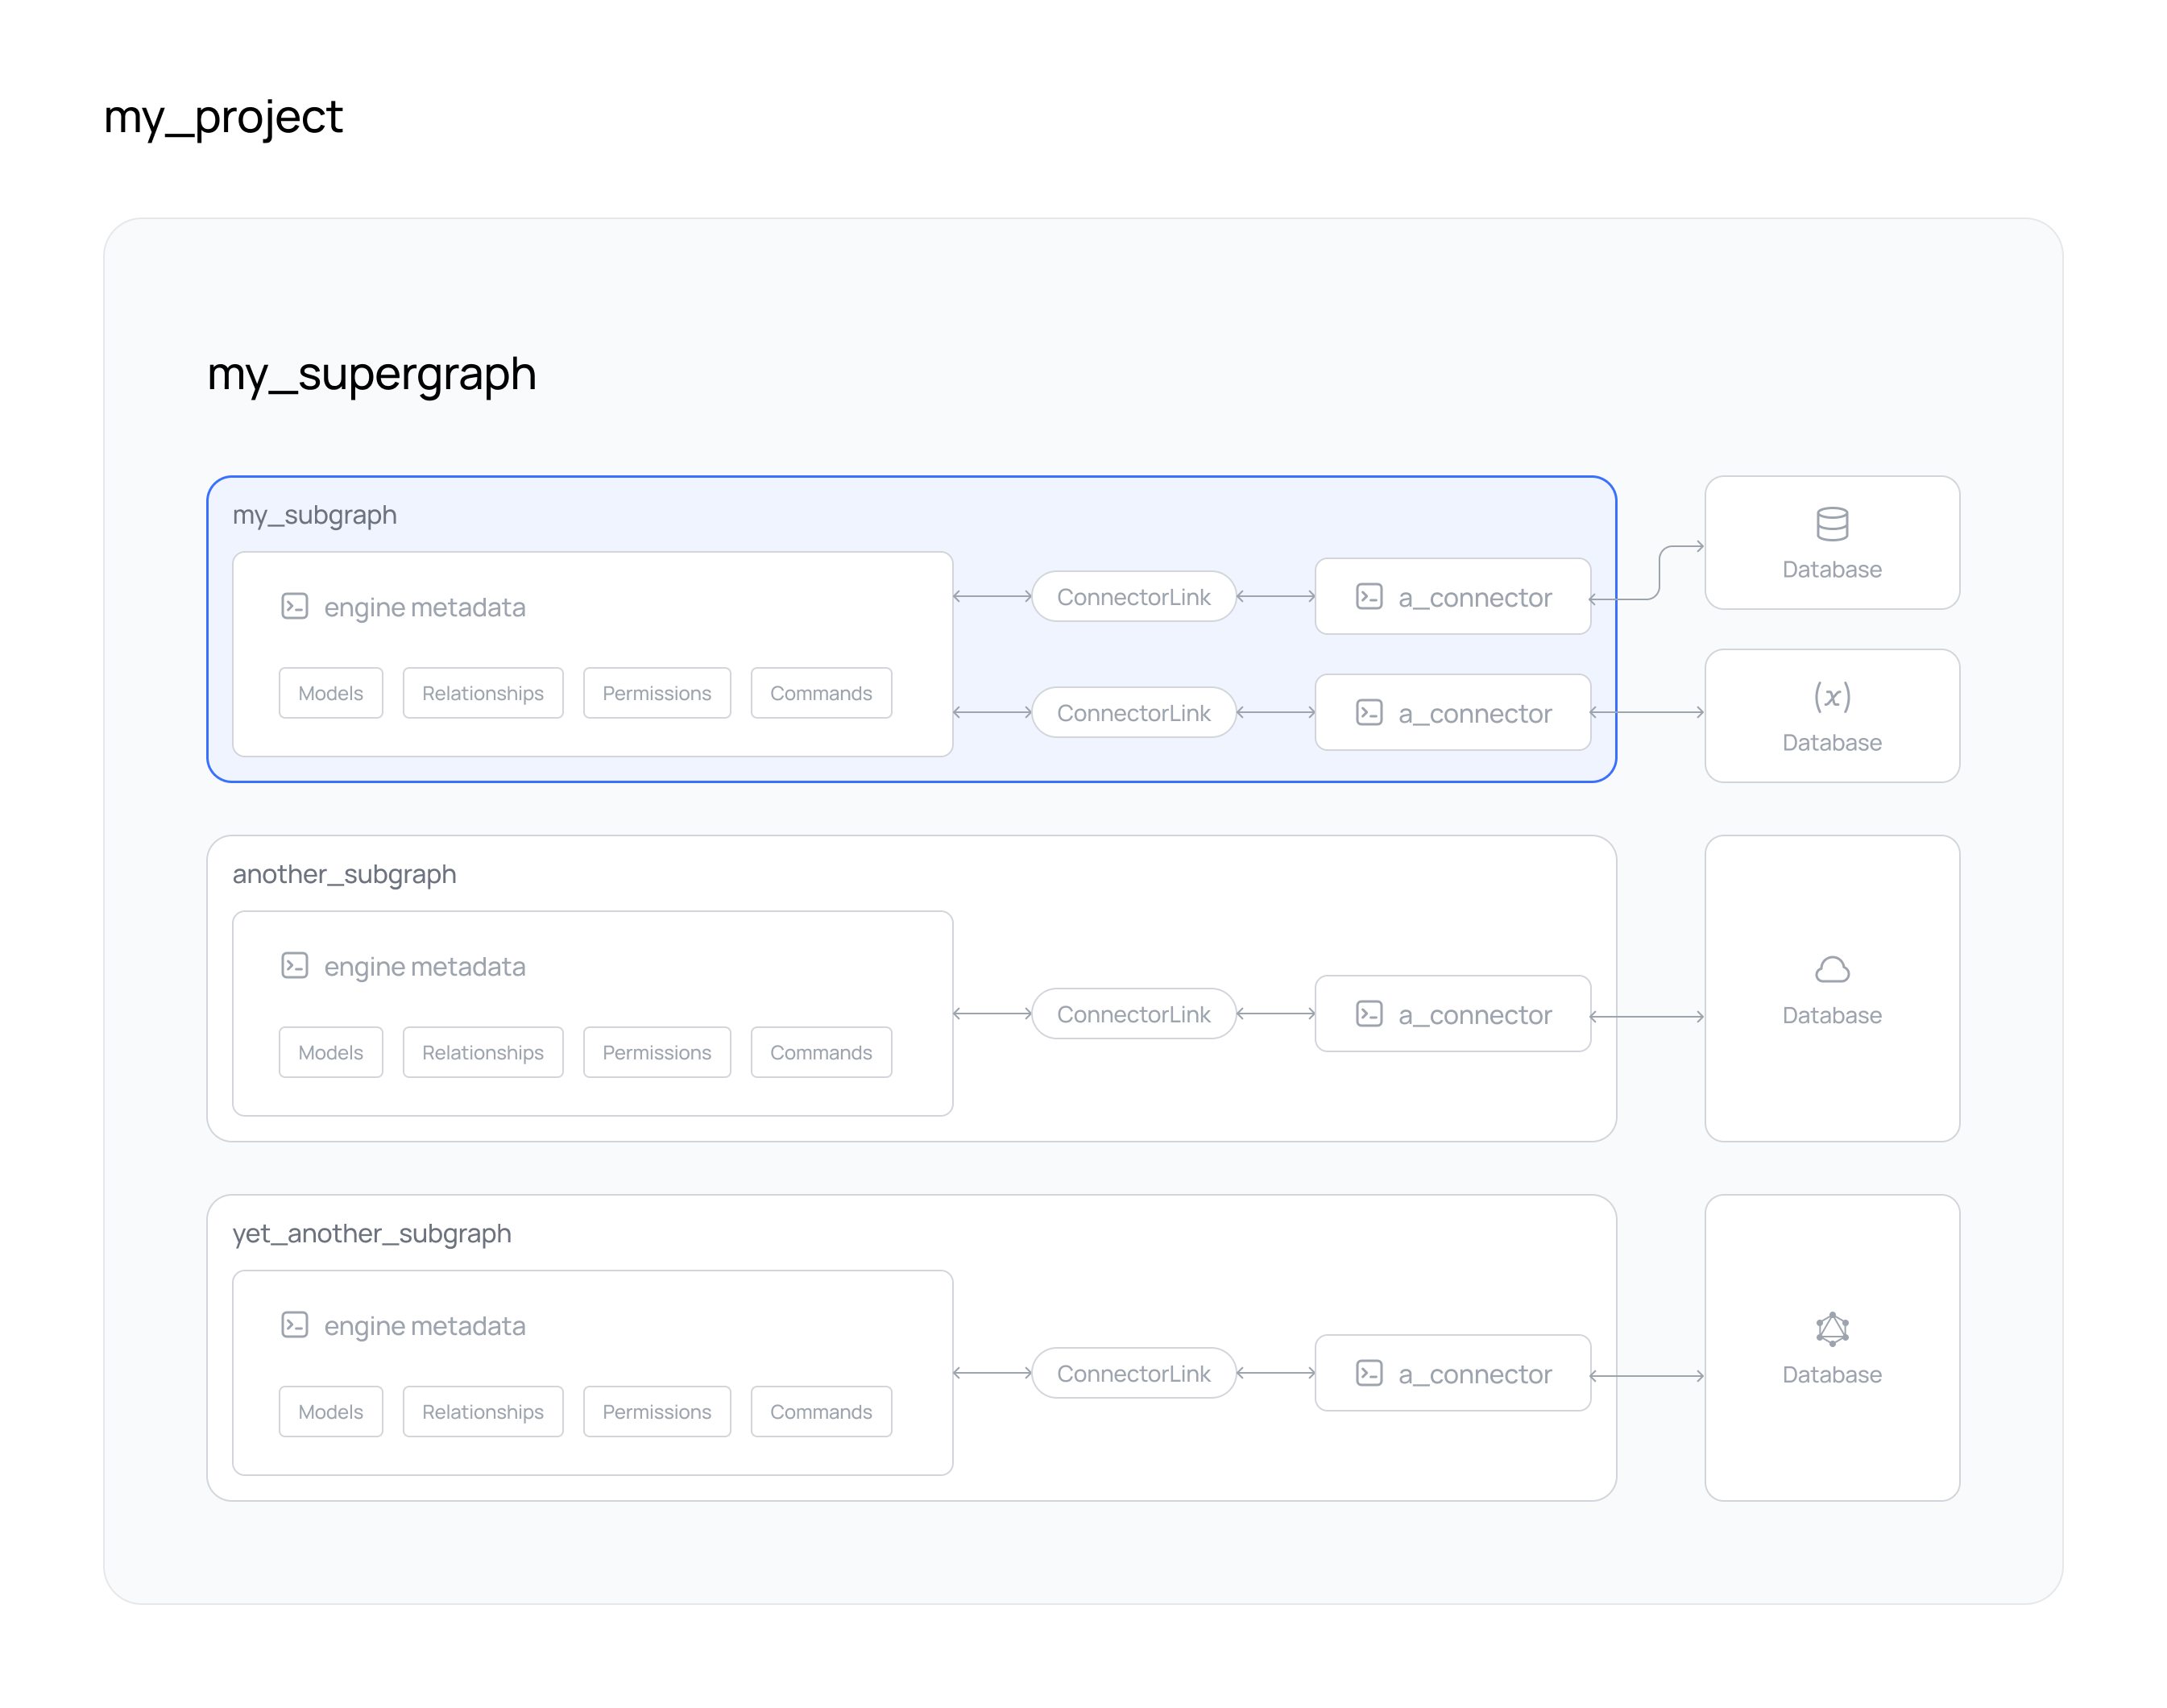 my_project
my_supergraph
my_subgraph
engine metadata
Models
Relationships
Permissions
Commands
ConnectorLink
a_connector
Database
ConnectorLink
a_connector
(x)
Database
another_subgraph
engine metadata
Models
Relationships
Permissions
Commands
ConnectorLink
a_connector
Database
yet_another_subgraph
engine metadata
Models
Relationships
Permissions
Commands
ConnectorLink
a_connector
Database